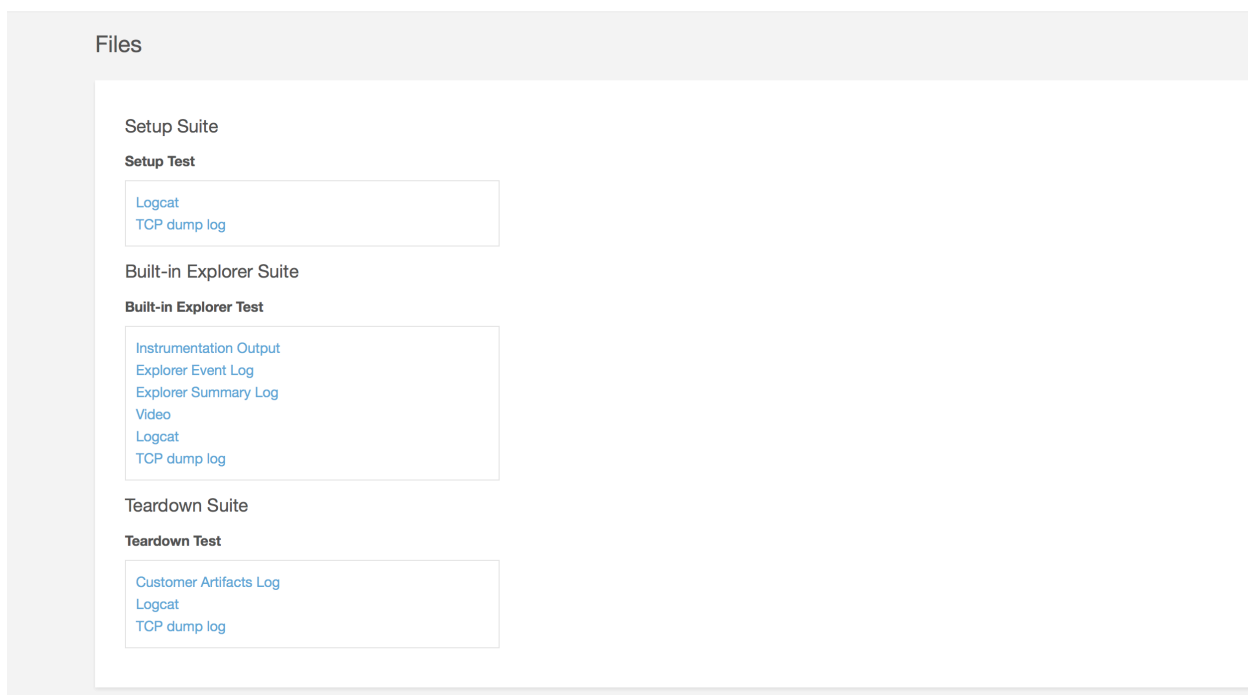 Files
Setup Suite
Setup Test
Logcat
TCP dump log
Built-in Explorer Suite
Built-in Explorer Test
Instrumentation Output
Explorer Event Log
Explorer Summary Log
Video
Logcat
TCP dump log
Teardown Suite
Teardown Test
Customer Artifacts Log
Logcat
TCP dump log